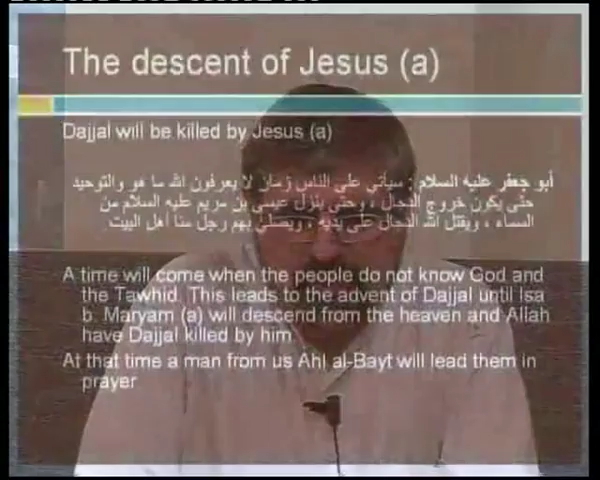 The descent of Jesus (a)
Dajjal will be killed by Jesus (a)
أبو جعفر عليه السلام : سيأتي على الناس زمان لا يعرفون الله ما هو والتوحيد
حتى يكون خروج الدجال ، وحتى ينزل عيسى بن مريم عليه السلام من
السماء ، ويقتل الله الدجال على يديه ، ويصلي بهم رجل منا أهل البيت
A time will come when the people do not know God and
the Tawhid. This leads to the advent of Dajjal until Isa
b. Maryam (a) will descend from the heaven and Allah
have Dajjal killed by him
At that time a man from us Ahl al-Bayt will lead them in
prayer